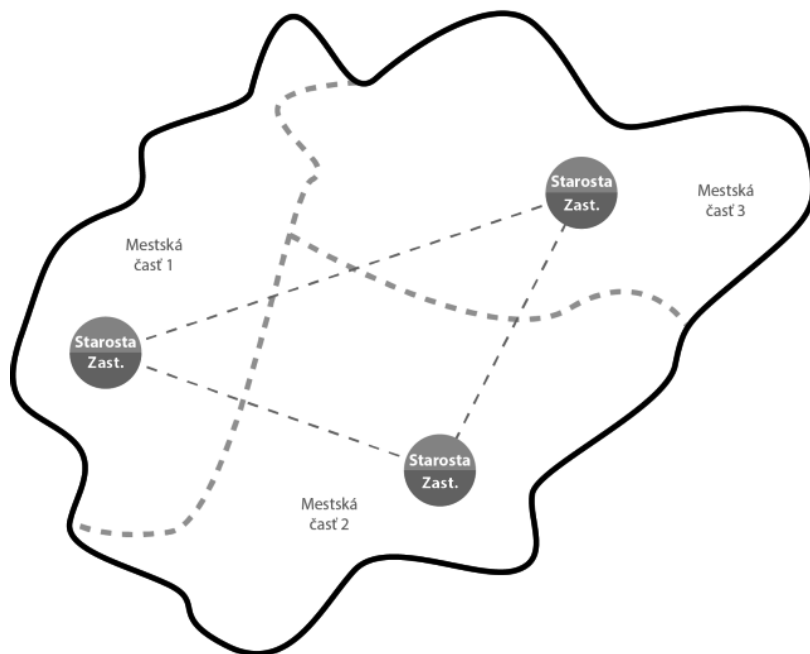 Starosta
Zast.
Mestská
časť 3
Mestská
časť 1
Starosta
Zast.
Starosta
Zast.
Mestská
časť 2